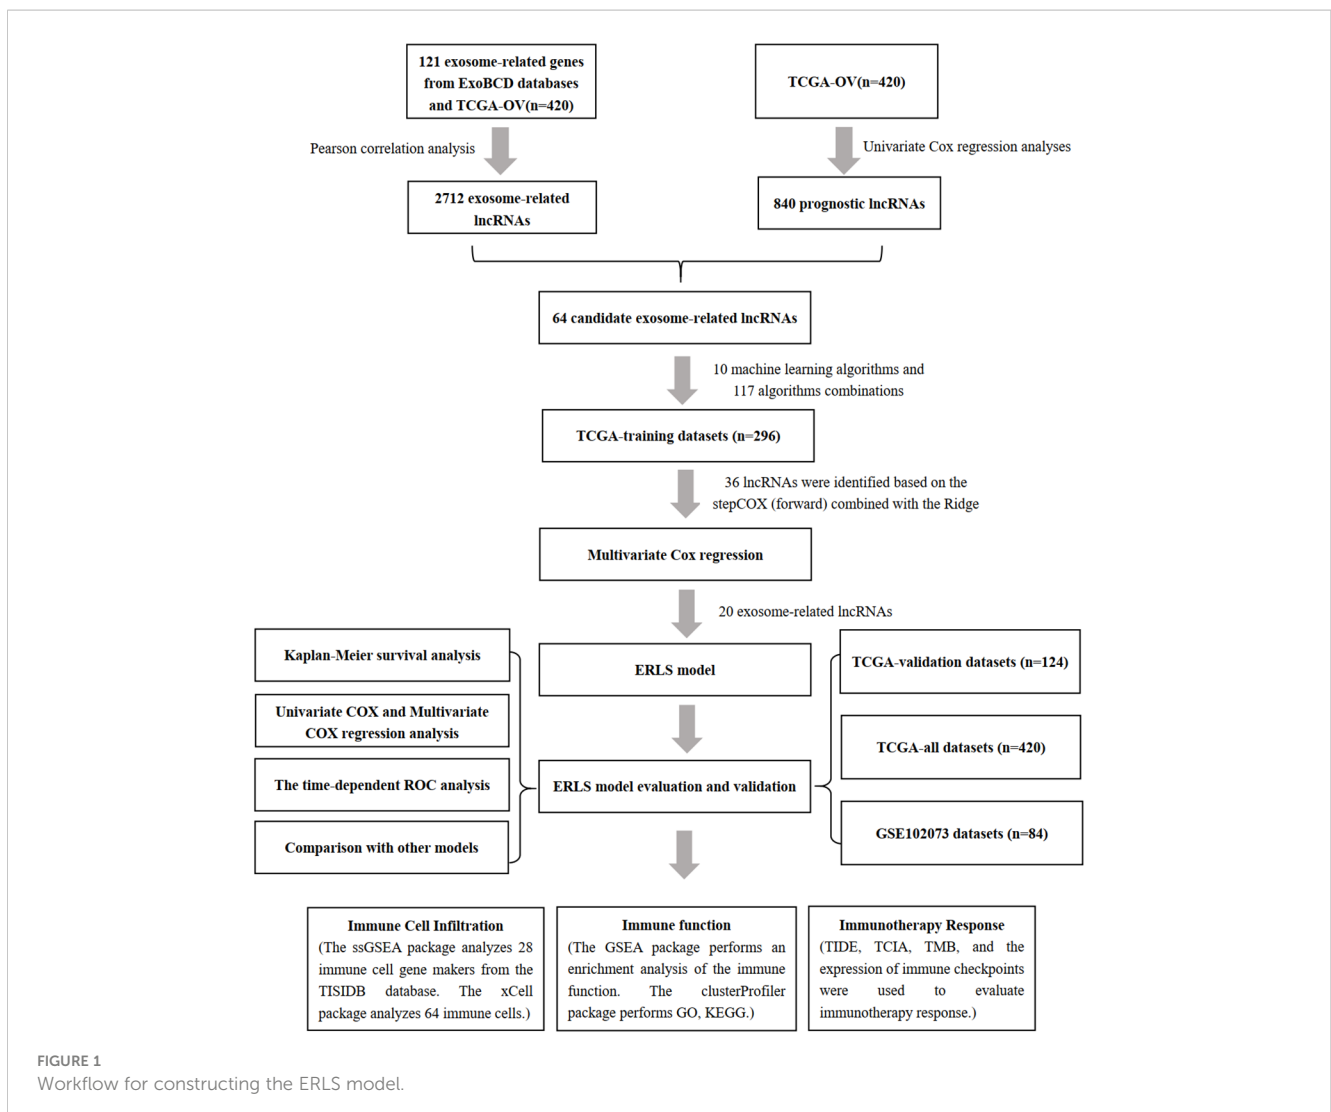 121 exosome-related genes
from ExoBCD databases
and TCGA-OV(n=420)
TCGA-OV(n=420)
Pearson correlation analysis
Univariate Cox regression analyses
2712 exosome-related
lncRNAs
840 prognostic lncRNAs
64 candidate exosome-related lncRNAs
10 machine learning algorithms and
117 algorithms combinations
TCGA-training datasets (n=296)
36 lncRNAs were identified based on the
stepCOX (forward) combined with the Ridge
Multivariate Cox regression
20 exosome-related lncRNAs
Kaplan-Meier survival analysis
Univariate COX and Multivariate
COX regression analysis
The time-dependent ROC analysis
Comparison with other models
ERLS model
ERLS model evaluation and validation
TCGA-validation datasets (n=124)
TCGA-all datasets (n=420)
GSE102073 datasets (n=84)
Immune Cell Infiltration
(The ssGSEA package analyzes 28
immune cell gene makers from the
TISIDB database. The xCell
package analyzes 64 immune cells.)
Immune function
(The GSEA package performs an
enrichment analysis of the immune
function. The clusterProfiler
package performs GO, KEGG.)
Immunotherapy Response
(TIDE, TCIA, TMB, and the
expression of immune checkpoints
were used to evaluate
immunotherapy response.)
FIGURE 1
Workflow for constructing the ERLS model.